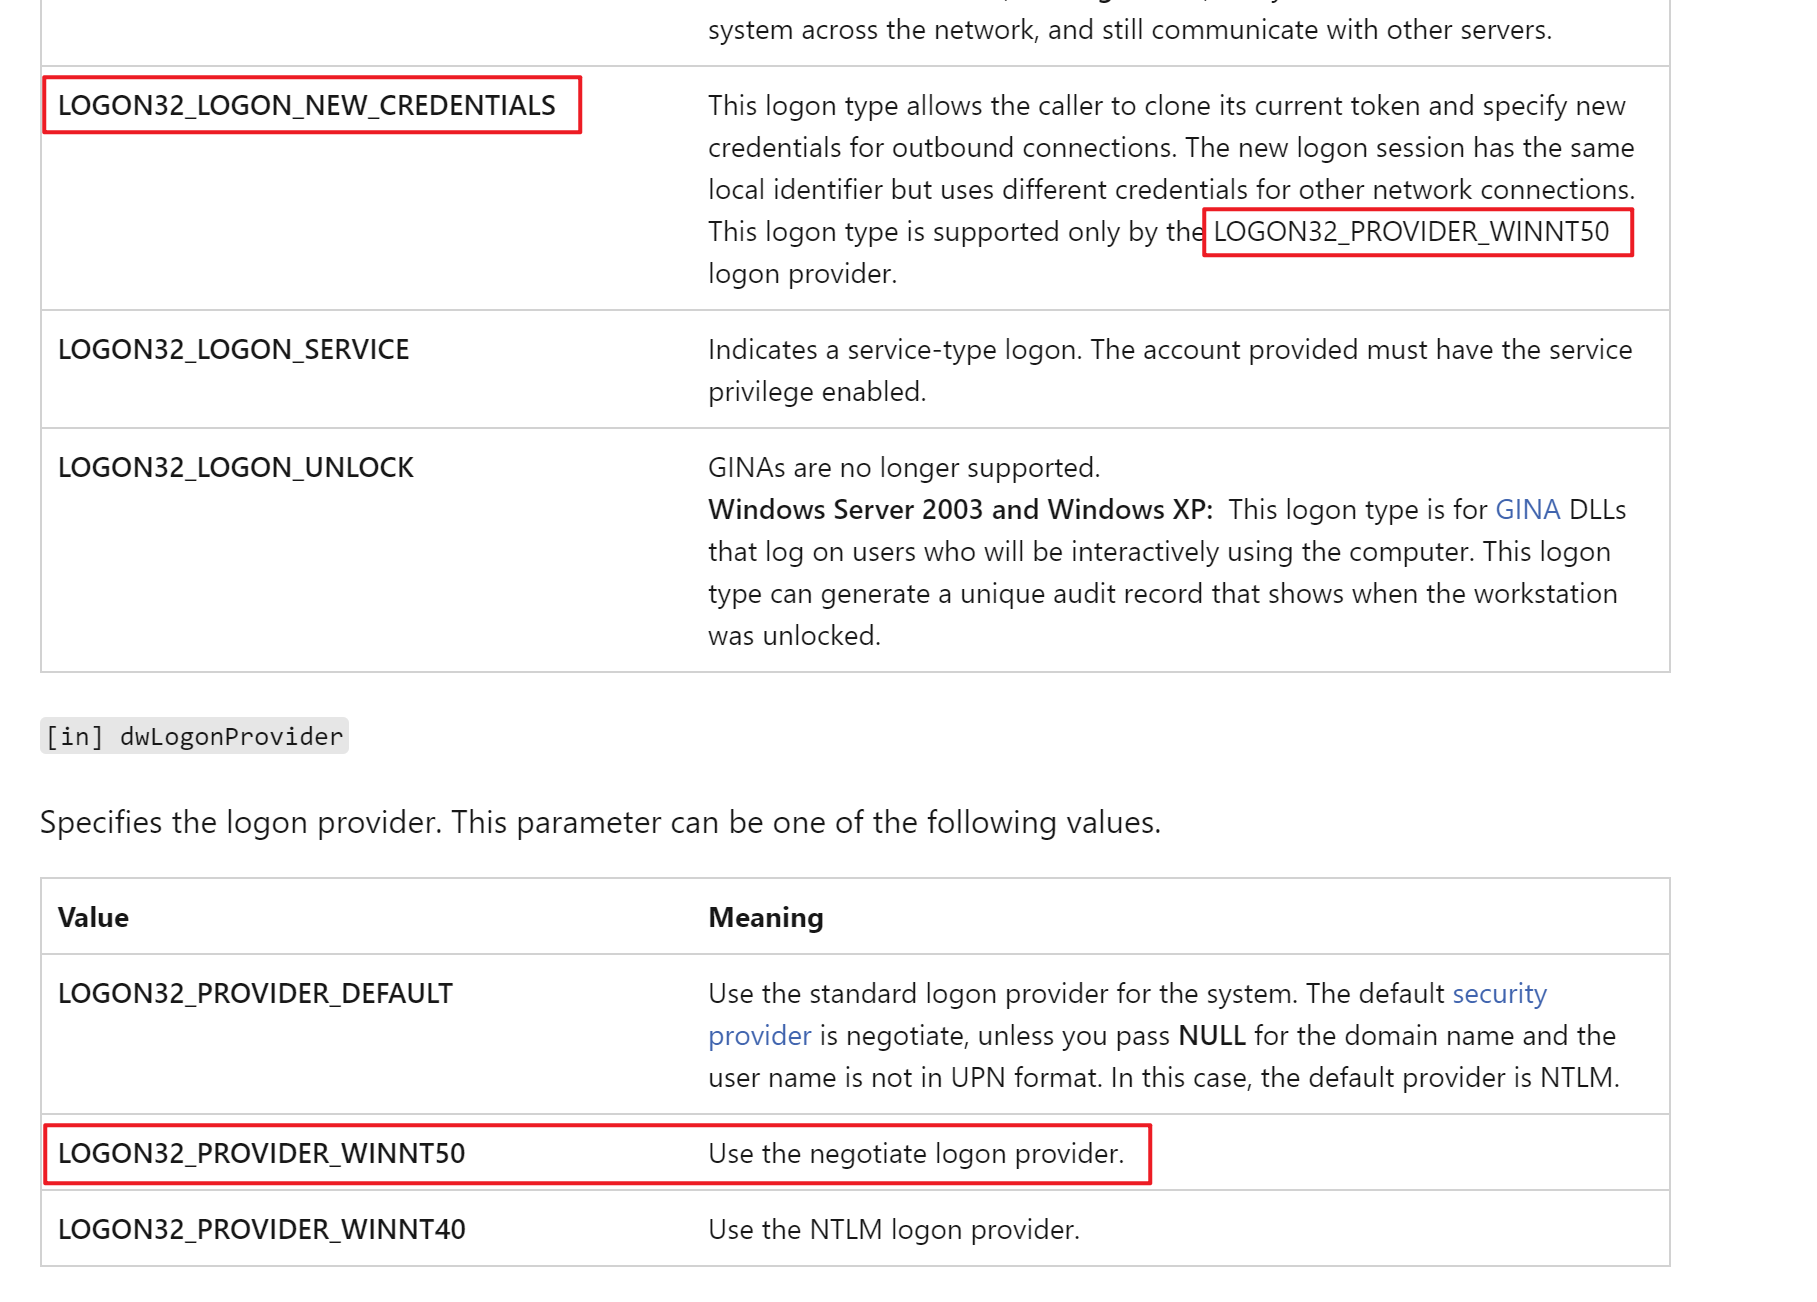 system across the network, and still communicate with other servers.
LOGON32_LOGON_NEW_CREDENTIALS
This logon type allows the caller to clone its current token and specify new
credentials for outbound connections. The new logon session has the same
local identifier but uses different credentials for other network connections.
This logon type is supported only by the LOGON32_PROVIDER_WINNT50
logon provider.
LOGON32_LOGON_SERVICE
Indicates a service-type logon. The account provided must have the service
privilege enabled.
LOGON32_LOGON_UNLOCK
GINAs are no longer supported.
Windows Server 2003 and Windows XP: This logon type is for GINA DLLs
that log on users who will be interactively using the computer. This logon
type can generate a unique audit record that shows when the workstation
was unlocked.
[in] dwLogonProvider
Specifies the logon provider. This parameter can be one of the following values.
Value
Meaning
LOGON32_PROVIDER_DEFAULT
Use the standard logon provider for the system. The default security
provider is negotiate, unless you pass NULL for the domain name and the
user name is not in UPN format. In this case, the default provider is NTLM.
LOGON32_PROVIDER_WINNT50
Use the negotiate logon provider.
LOGON32_PROVIDER_WINNT40
Use the NTLM logon provider.